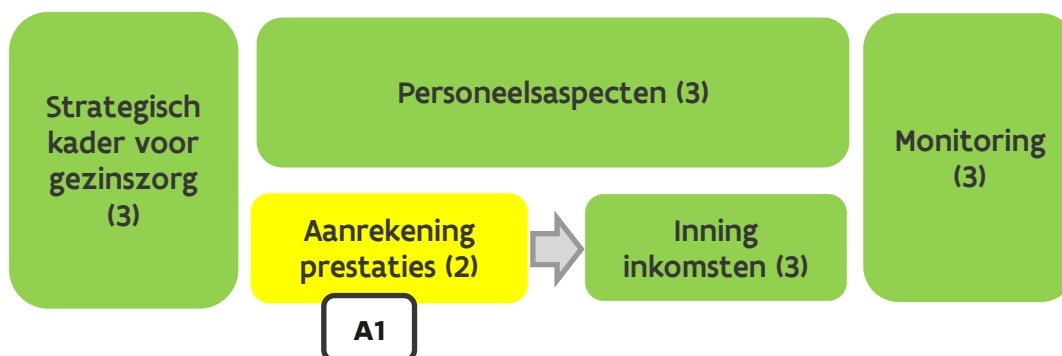 Strategisch
kader voor
gezinszorg
(3)
Personeelsaspecten (3)
Aanrekening
prestaties (2)
A1
Inning
inkomsten (3)
Monitoring
(3)